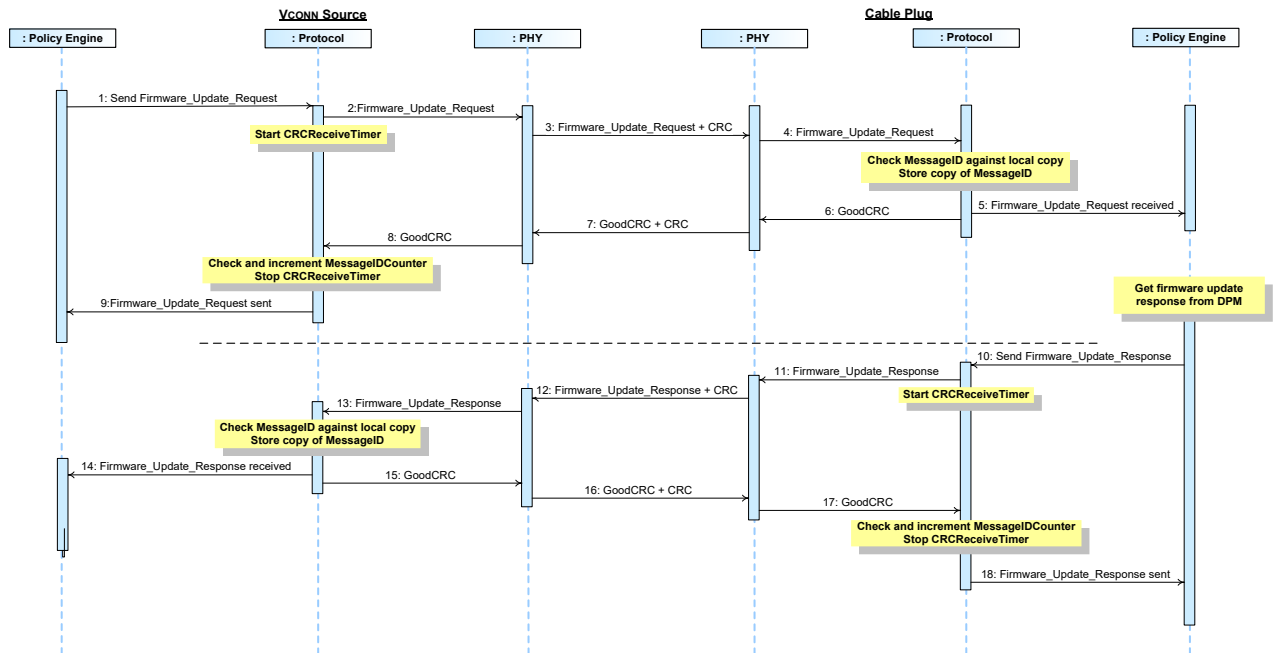 VCONN Source
Cable Plug
: Policy Engine
: Protocol
: PHY
: PHY
: Protocol
: Policy Engine
1: Send Firmware_Update_Request
2:Firmware_Update_Request
Start CRCReceiveTimer
3: Firmware_Update_Request + CRC
4: Firmware_Update_Request
Check MessageID against local copy
Store copy of MessageID
5: Firmware_Update_Request received
6: GoodCRC
7: GoodCRC + CRC
8: GoodCRC
Check and increment MessageIDCounter
Stop CRCReceiveTimer
9:Firmware_Update_Request sent
Get firmware update
response from DPM
10: Send Firmware_Update_Response
11: Firmware_Update_Response
Start CRCReceiveTimer
12: Firmware_Update_Response + CRC
13: Firmware_Update_Response
Check MessageID against local copy
Store copy of MessageID
14: Firmware_Update_Response received
15: GoodCRC
16: GoodCRC + CRC
17: GoodCRC
Check and increment MessageIDCounter
Stop CRCReceiveTimer
18: Firmware_Update_Response sent